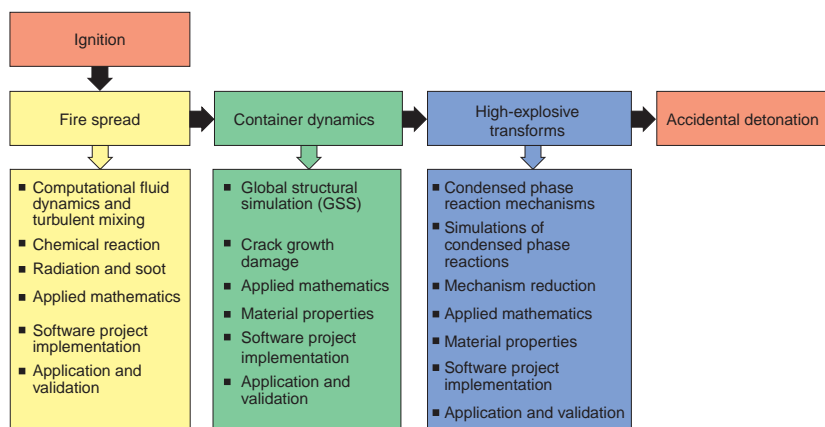 Ignition
Fire spread
Container dynamics
High-explosive
transforms
Accidental detonation
▪ Computational fluid
dynamics and
turbulent mixing
▪ Chemical reaction
▪ Radiation and soot
▪ Applied mathematics
▪ Software project
implementation
▪ Application and
validation
▪ Global structural
simulation (GSS)
▪ Crack growth
damage
▪ Applied mathematics
▪ Material properties
▪ Software project
implementation
▪ Application and
validation
▪ Condensed phase
reaction mechanisms
▪ Simulations of
condensed phase
reactions
▪ Mechanism reduction
▪ Applied mathematics
▪ Material properties
▪ Software project
implementation
▪ Application and validation